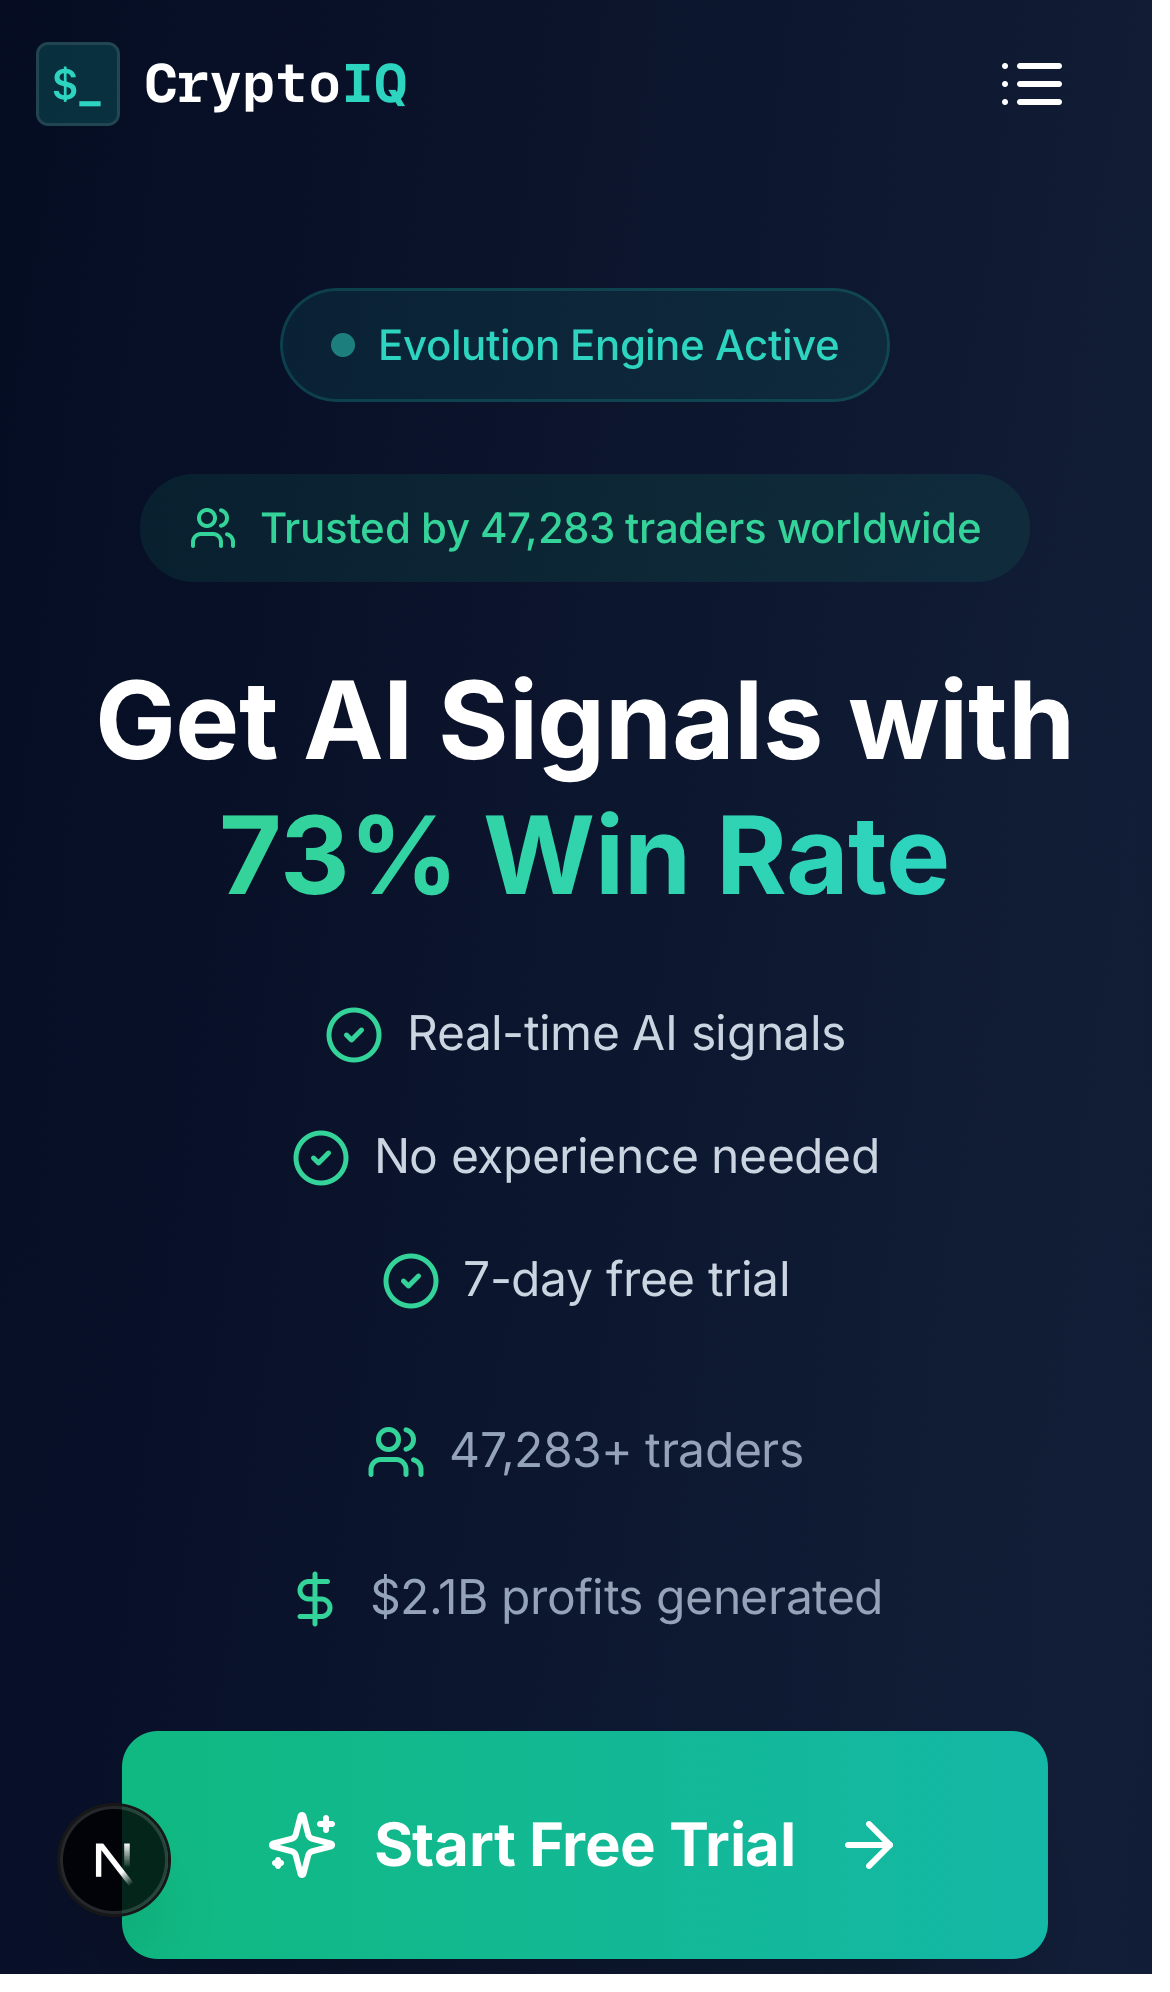 $_ CryptoIQ
Evolution Engine Active
Trusted by 47,283 traders worldwide
Get AI Signals with
73% Win Rate
Real-time AI signals
No experience needed
7-day free trial
47,283+ traders
$2.1B profits generated
Start Free Trial
N